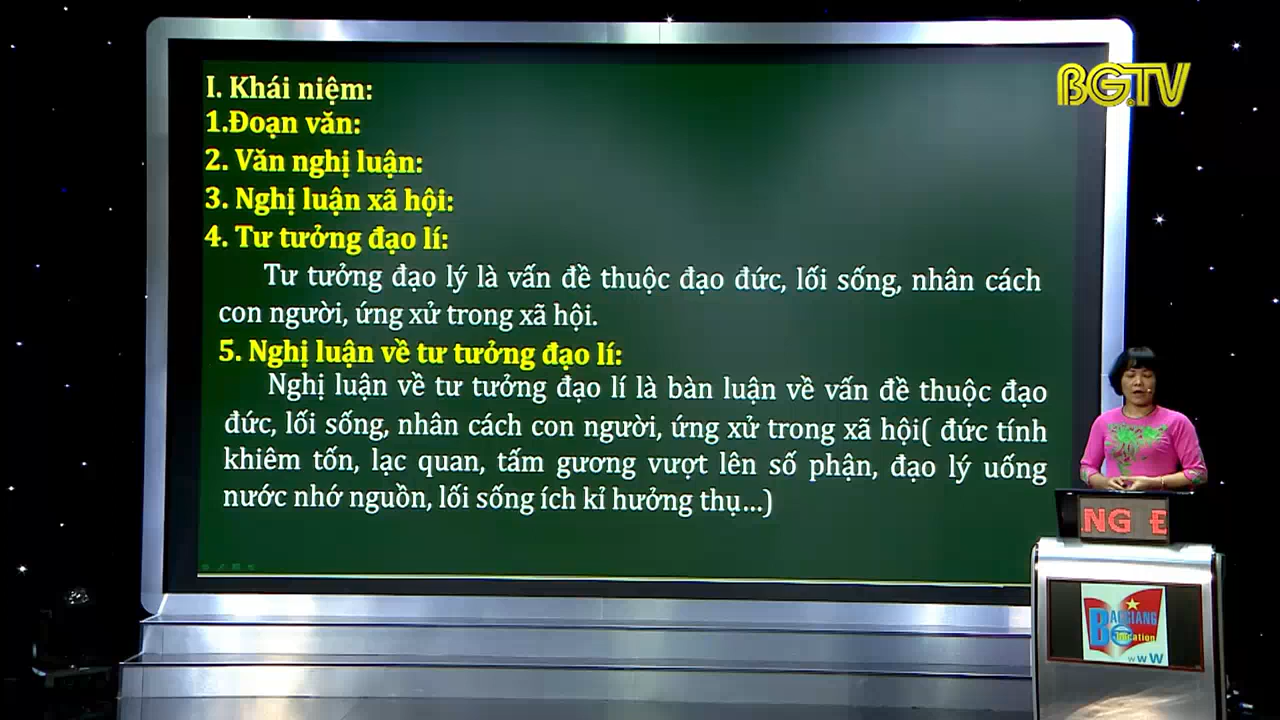 I. Khái niệm:
1.Đoạn văn:
2. Văn nghị luận:
3. Nghị luận xã hội:
4. Tư tưởng đạo lí:
Tư tưởng đạo lý là vấn đề thuộc đạo đức, lối sống, nhân cách
con người, ứng xử trong xã hội.
5. Nghị luận về tư tưởng đạo lí:
Nghị luận về tư tưởng đạo lí là bàn luận về vấn đề thuộc đạo
đức, lối sống, nhân cách con người, ứng xử trong xã hội( đức tính
khiêm tốn, lạc quan, tấm gương vượt lên số phận, đạo lý uống
nước nhớ nguồn, lối sống ích kỉ hưởng thụ...)
BGTV
NG Đ
BACGIANG
Education
www